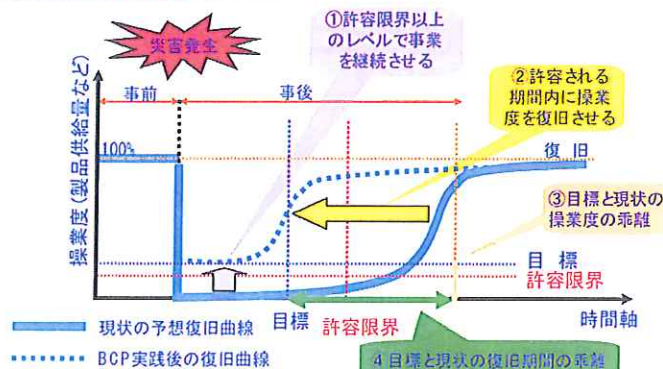 ①許容限界以上
のレベルで事業
を継続させる
災害発生
②許容される
期間内に操業
度を復旧させる
事前
事後
100%
復旧
操業度(製品供給量など)
③目標と現状の
操業度の乖離
目標
許容限界
目標
許容限界
時間軸
現状の予想復旧曲線
BCP実践後の復旧曲線
④目標と現状の復旧期間の乖離